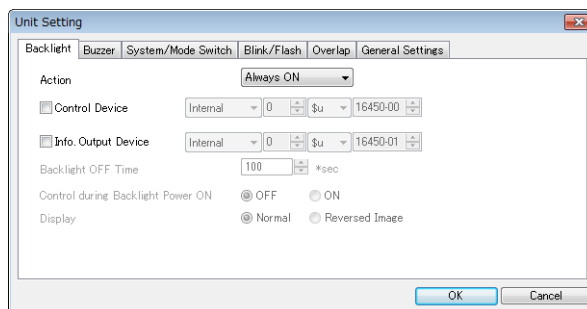 Unit Setting
Backlight Buzzer System/Mode Switch Blink/Flash Overlap General Settings
Action Always ON
Control Device Internal 0 $u 16450-00
Info. Output Device Internal 0 $u 16450-01
Backlight OFF Time 100 *sec
Control during Backlight Power ON OFF ON
Display Normal Reversed Image
OK Cancel